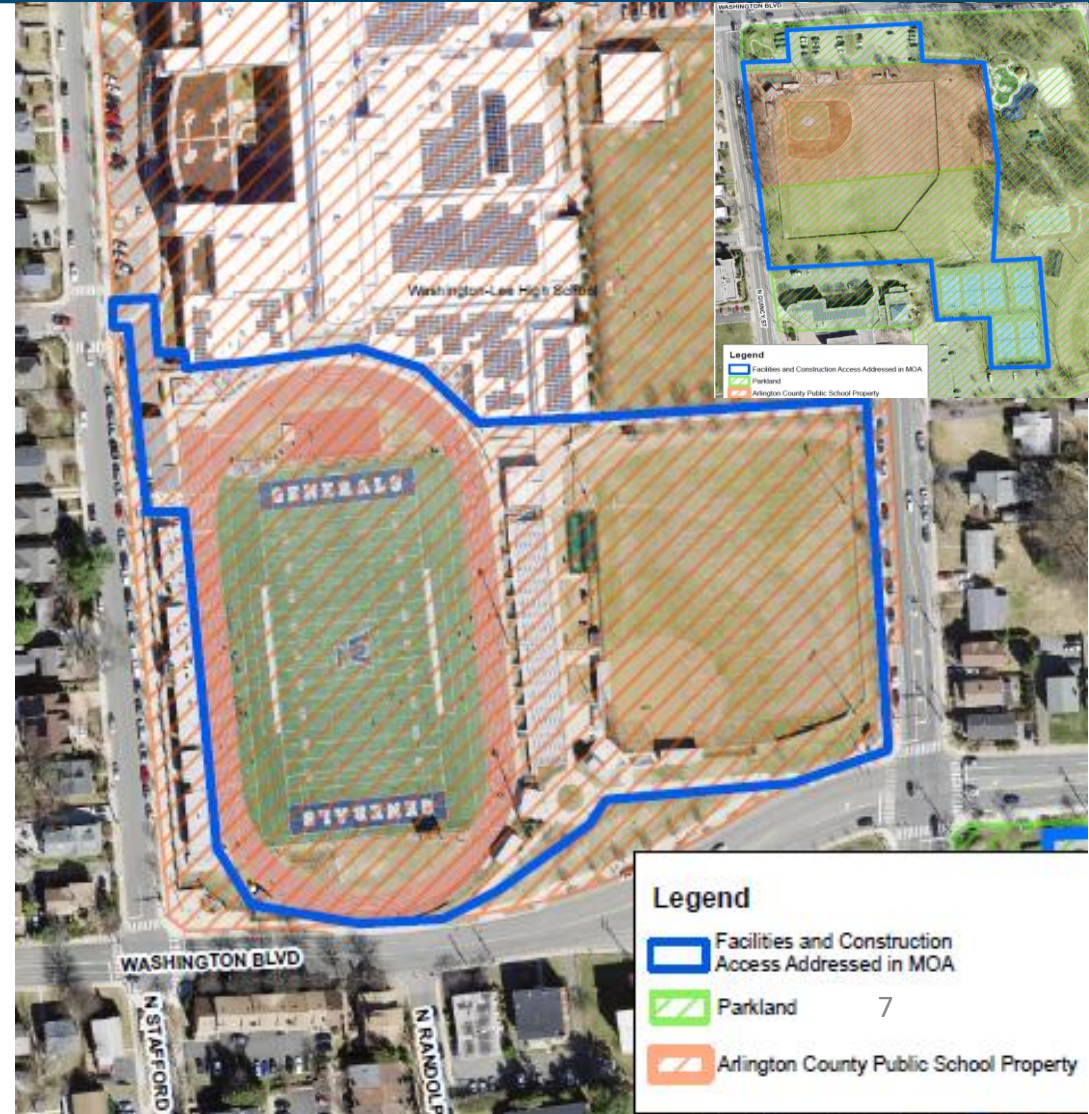 WASHINGTON BLVD
N QUINCY ST
Legend
Facilities and Construction Access Addressed in MOA
Parkland
Arlington County Public School Property
Washington-Lee High School
GENERALS
W
GENERALS
WASHINGTON BLVD
N STAFFORD
N RANDOLP
Legend
Facilities and Construction
Access Addressed in MOA
Parkland
7
Arlington County Public School Property